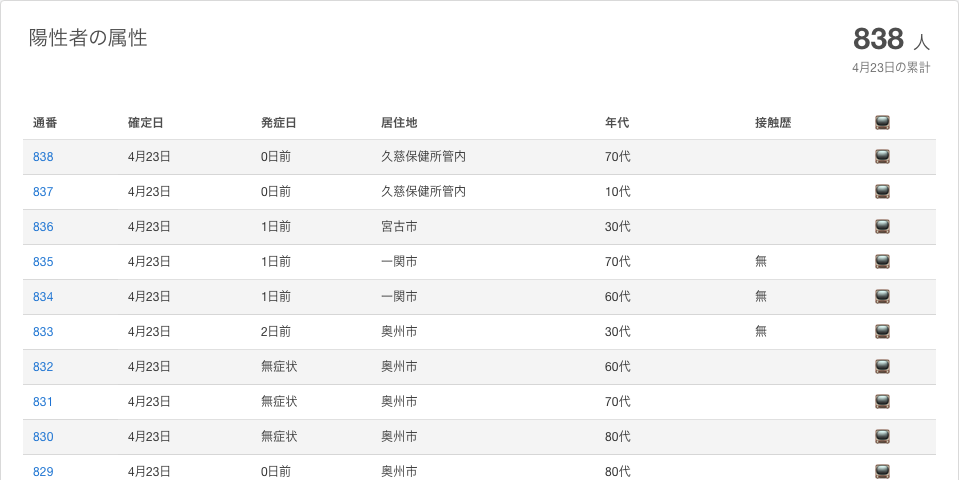 陽性者の属性
838 人
4月23日の累計
通番 確定日 発症日 居住地 年代 接触歴
838 4月23日 0日前 久慈保健所管内 70代
837 4月23日 0日前 久慈保健所管内 10代
836 4月23日 1日前 宮古市 30代
835 4月23日 1日前 一関市 70代 無
834 4月23日 1日前 一関市 60代 無
833 4月23日 2日前 奥州市 30代 無
832 4月23日 無症状 奥州市 60代
831 4月23日 無症状 奥州市 70代
830 4月23日 無症状 奥州市 80代
829 4月23日 0日前 奥州市 80代